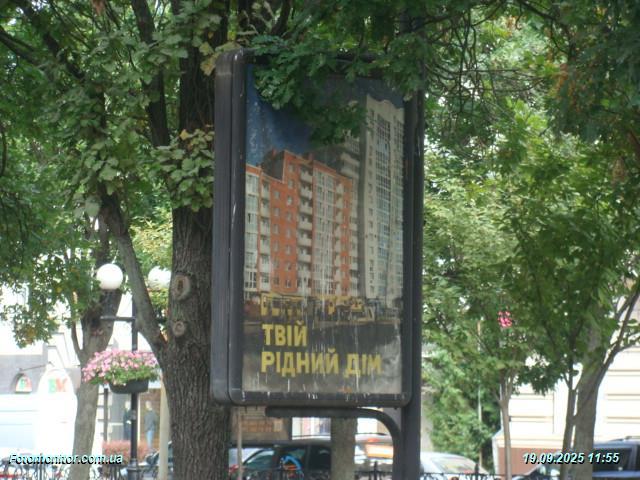 ТВІЙ
РІДНИЙ ДІМ
Fotomonitor.com.ua
19.09.2025 11:55